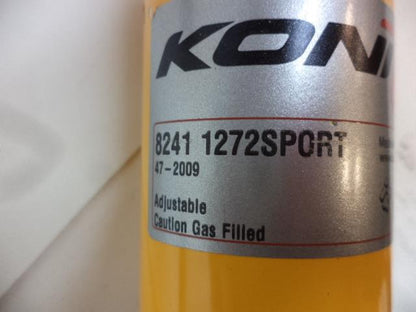 KONI
8241 1272SPORT
47-2009
Adjustable
Caution Gas Filled